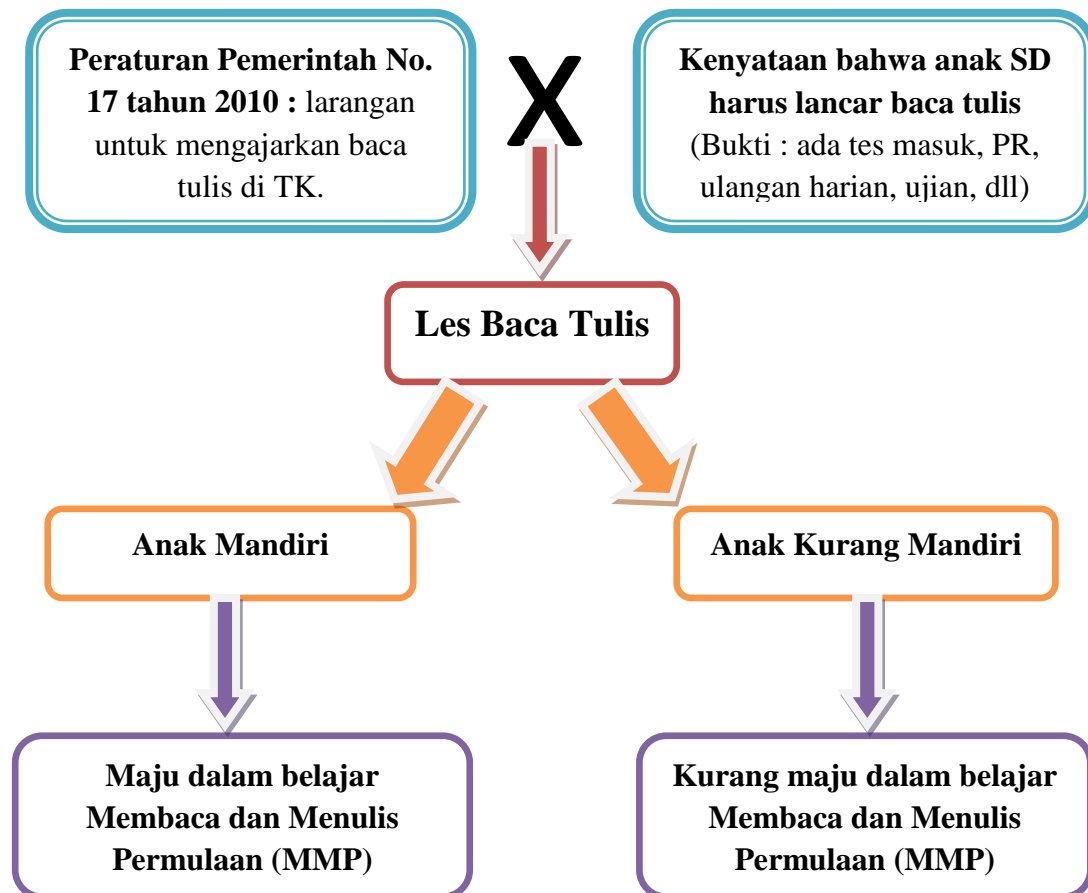 Peraturan Pemerintah No.
17 tahun 2010 : larangan
untuk mengajarkan baca
tulis di TK.
X
Kenyataan bahwa anak SD
harus lancar baca tulis
(Bukti : ada tes masuk, PR,
ulangan harian, ujian, dll)
Les Baca Tulis
Anak Mandiri
Anak Kurang Mandiri
Maju dalam belajar
Membaca dan Menulis
Permulaan (MMP)
Kurang maju dalam belajar
Membaca dan Menulis
Permulaan (MMP)